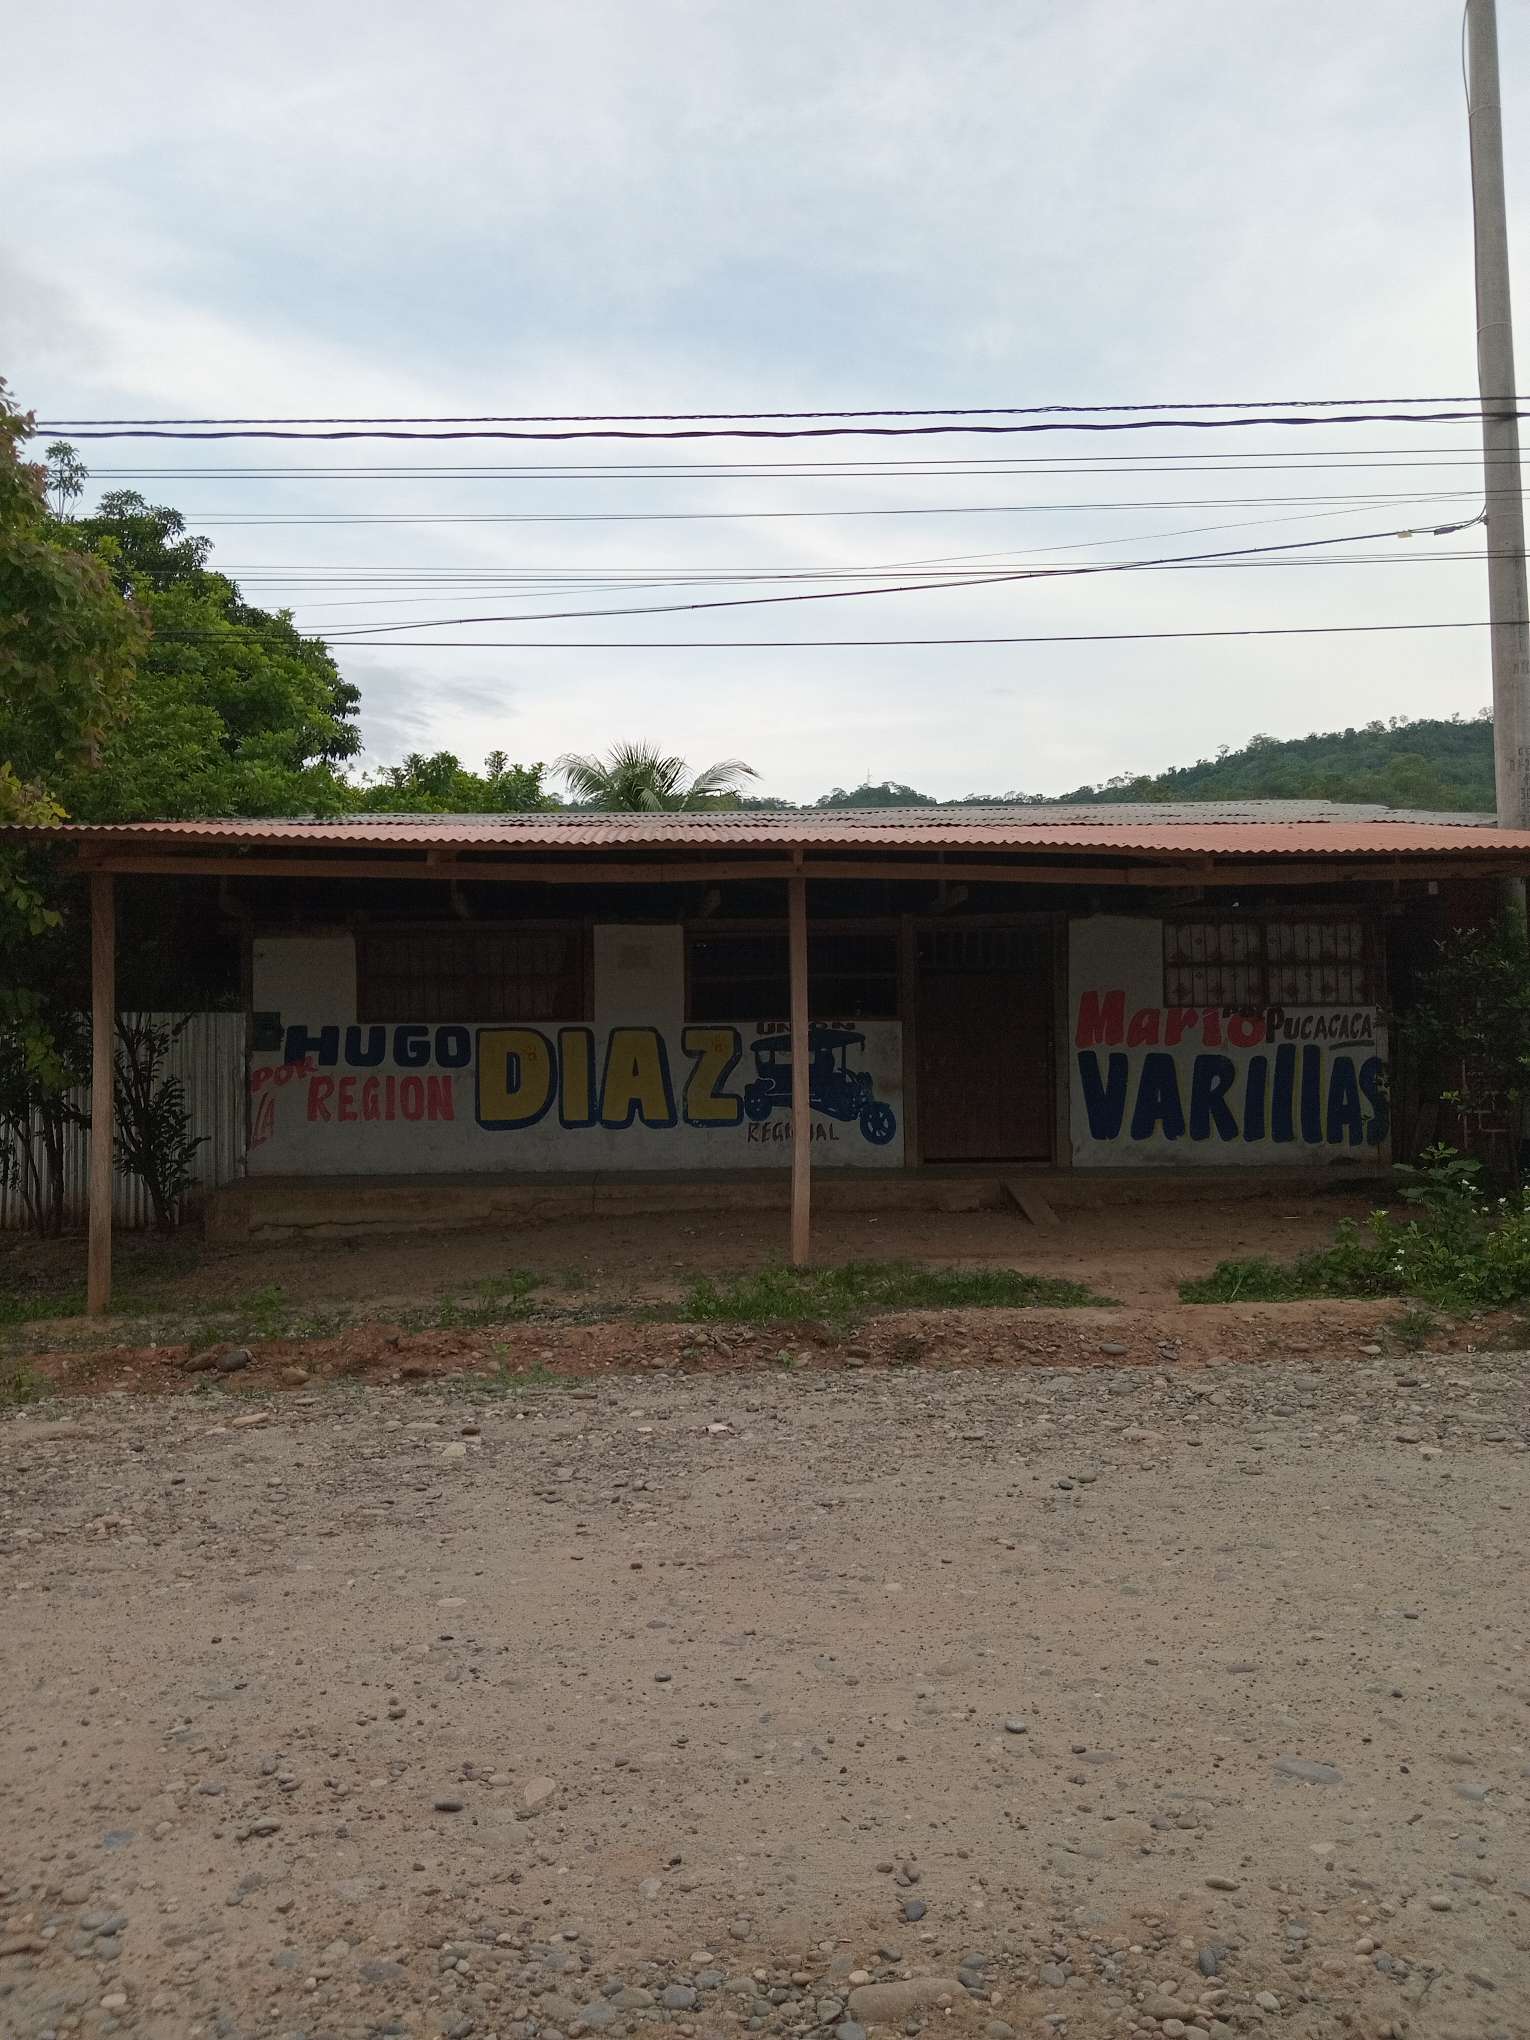 HUGO
POR LA
REGION
DIAZ
UNION
REGIONAL
Mario
POR PUCACACA
VARILLAS